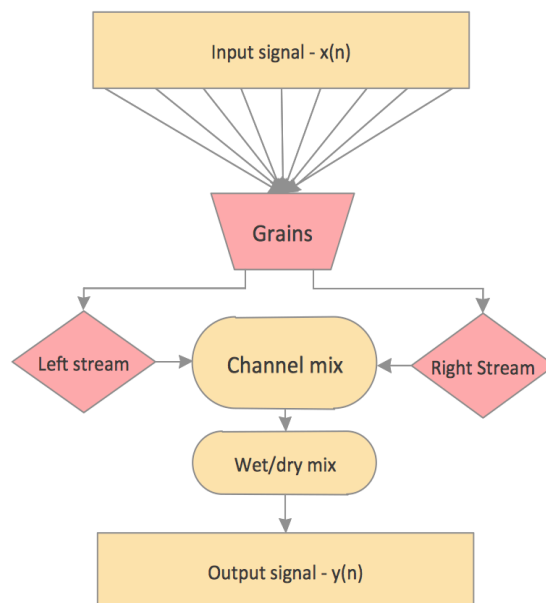 Input signal - x(n)
Grains
Left stream
Channel mix
Right Stream
Wet/dry mix
Output signal - y(n)